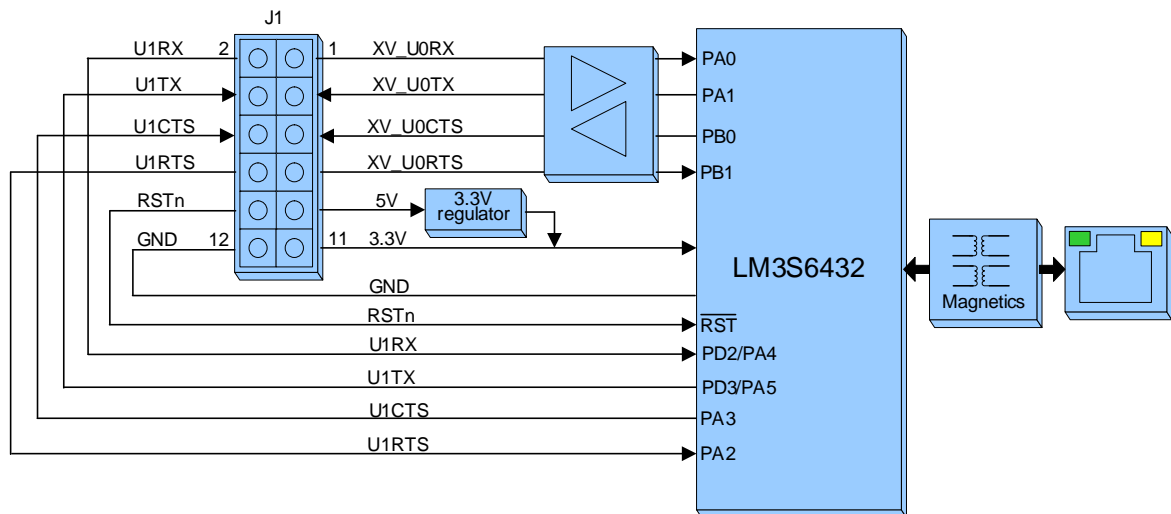 J1
U1RX 2 1 XV_U0RX PA0
U1TX XV_U0TX PA1
U1CTS XV_U0CTS PB0
U1RTS XV_U0RTS PB1
RSTn 5V 3.3V
regulator
GND 12 11 3.3V
LM3S6432
GND
Magnetics
RSTn RST
U1RX PD2/PA4
U1TX PD3/PA5
U1CTS PA3
U1RTS PA2